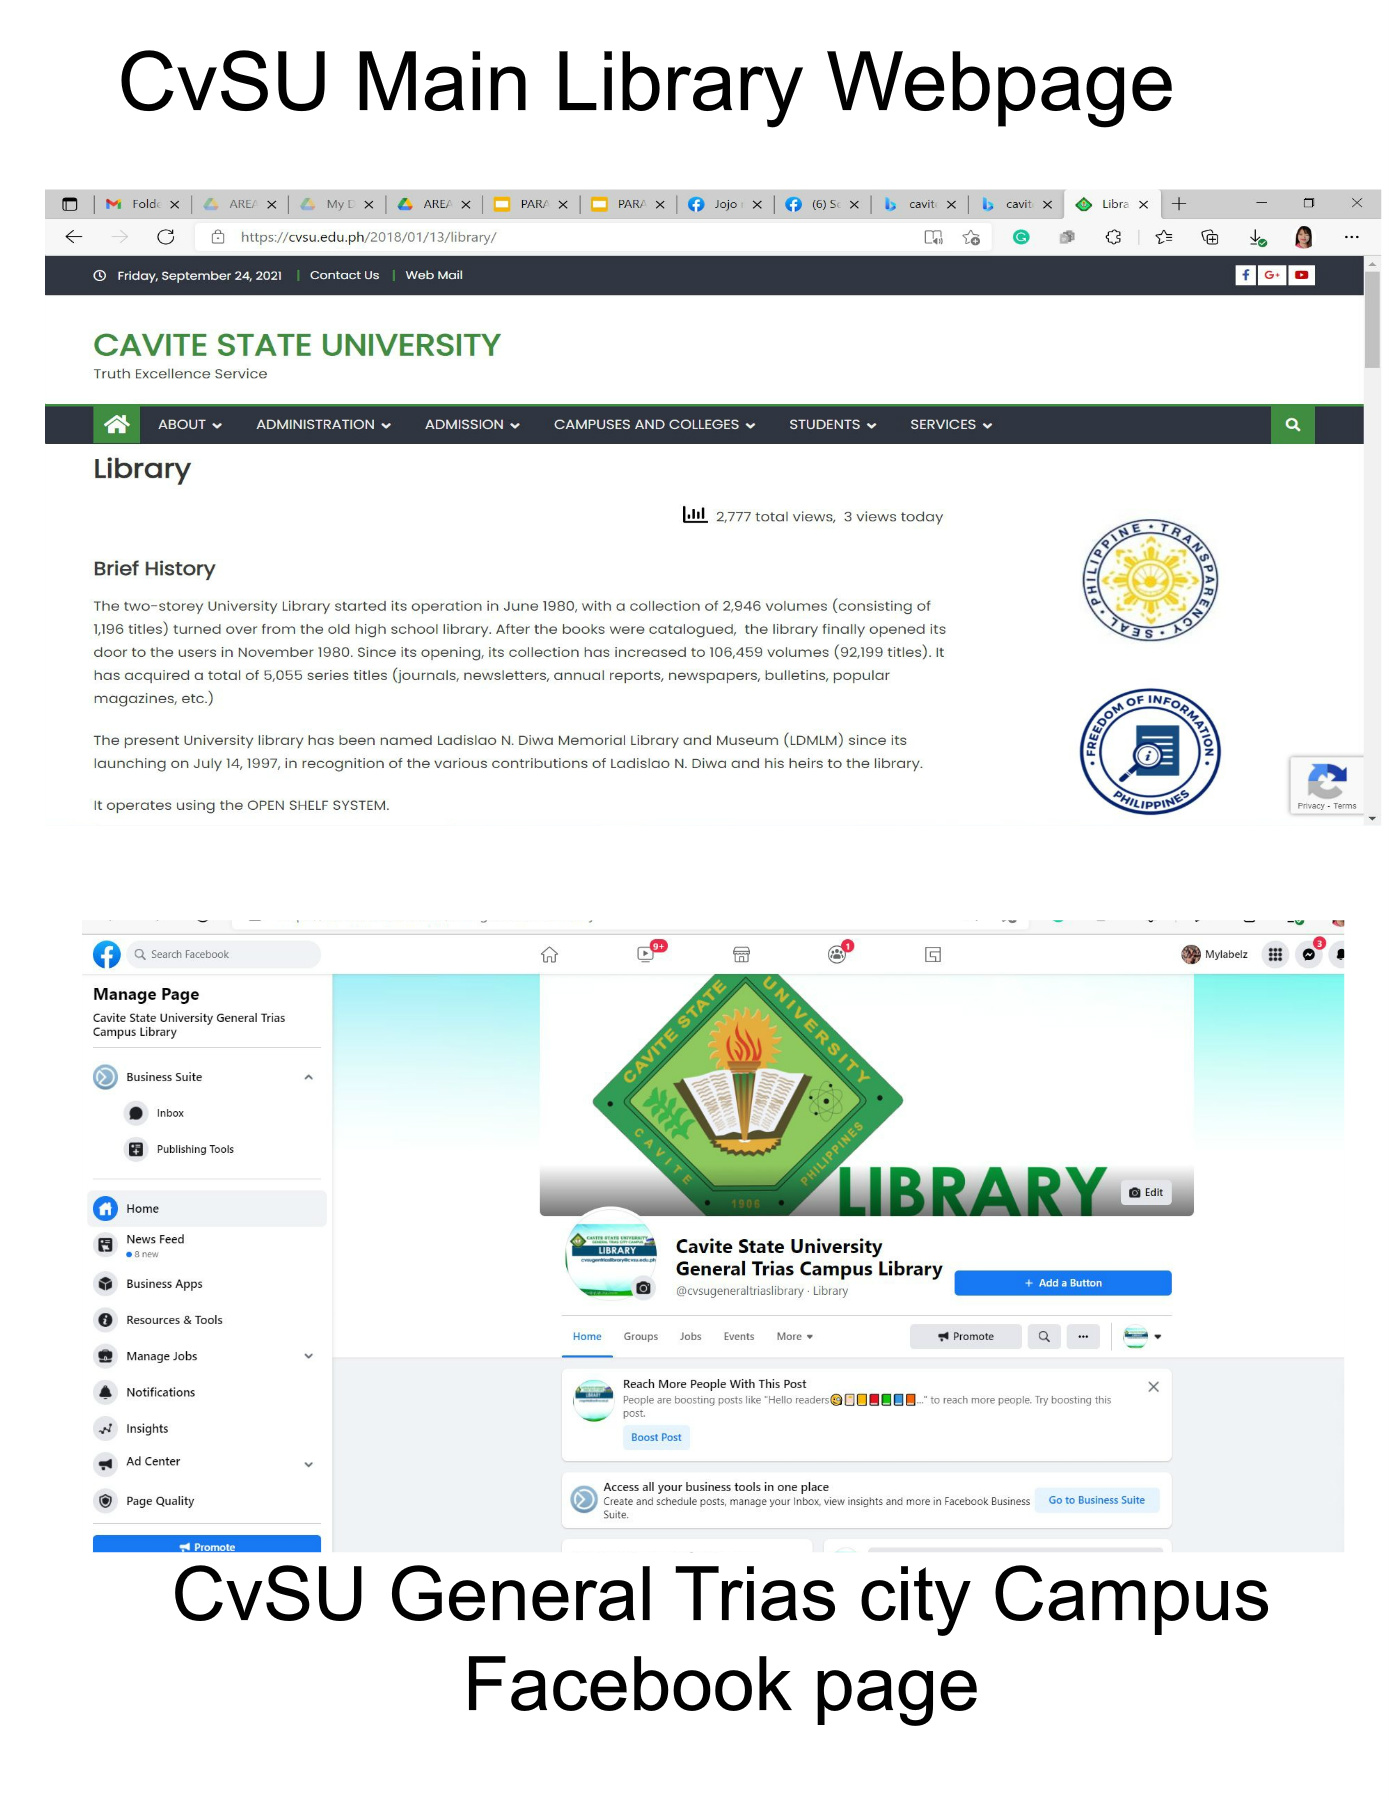 CvSU Main Library Webpage
Fold AREA My D AREA PARA PARA Jojo (6) Sc cavit cavit Libra
https://cvsu.edu.ph/2018/01/13/library/
Friday, September 24, 2021 | Contact Us | Web Mail
CAVITE STATE UNIVERSITY
Truth Excellence Service
ABOUT ADMINISTRATION ADMISSION CAMPUSES AND COLLEGES STUDENTS SERVICES
Library
2,777 total views, 3 views today
Brief History
The two-storey University Library started its operation in June 1980, with a collection of 2,946 volumes (consisting of
1,196 titles) turned over from the old high school library. After the books were catalogued, the library finally opened its
door to the users in November 1980. Since its opening, its collection has increased to 106,459 volumes (92,199 titles). It
has acquired a total of 5,055 series titles (journals, newsletters, annual reports, newspapers, bulletins, popular
magazines, etc.)
The present University library has been named Ladislao N. Diwa Memorial Library and Museum (LDMLM) since its
launching on July 14, 1997, in recognition of the various contributions of Ladislao N. Diwa and his heirs to the library.
It operates using the OPEN SHELF SYSTEM.
PHILIPPINE • TRANSPARENCY • SEAL •
• FREEDOM OF INFORMATION •
PHILIPPINES
Privacy - Terms
Search Facebook
9+
1
Mylabelz
3
Manage Page
Cavite State University General Trias
Campus Library
Business Suite
Inbox
Publishing Tools
Home
News Feed
8 new
Business Apps
Resources & Tools
Manage Jobs
Notifications
Insights
Ad Center
Page Quality
Promote
CAVITE STATE UNIVERSITY
CAVITE • 1906 • PHILIPPINES
LIBRARY
Edit
CAVITE STATE UNIVERSITY
GENERAL TRIAS CITY CAMPUS
LIBRARY
Cavite State University
General Trias Campus Library
@cvsugeneraltriaslibrary · Library
+ Add a Button
Home Groups Jobs Events More
Promote
Reach More People With This Post
People are boosting posts like "Hello readers..." to reach more people. Try boosting this
post.
Boost Post
Access all your business tools in one place
Create and schedule posts, manage your Inbox, view insights and more in Facebook Business
Suite.
Go to Business Suite
CvSU General Trias city Campus
Facebook page